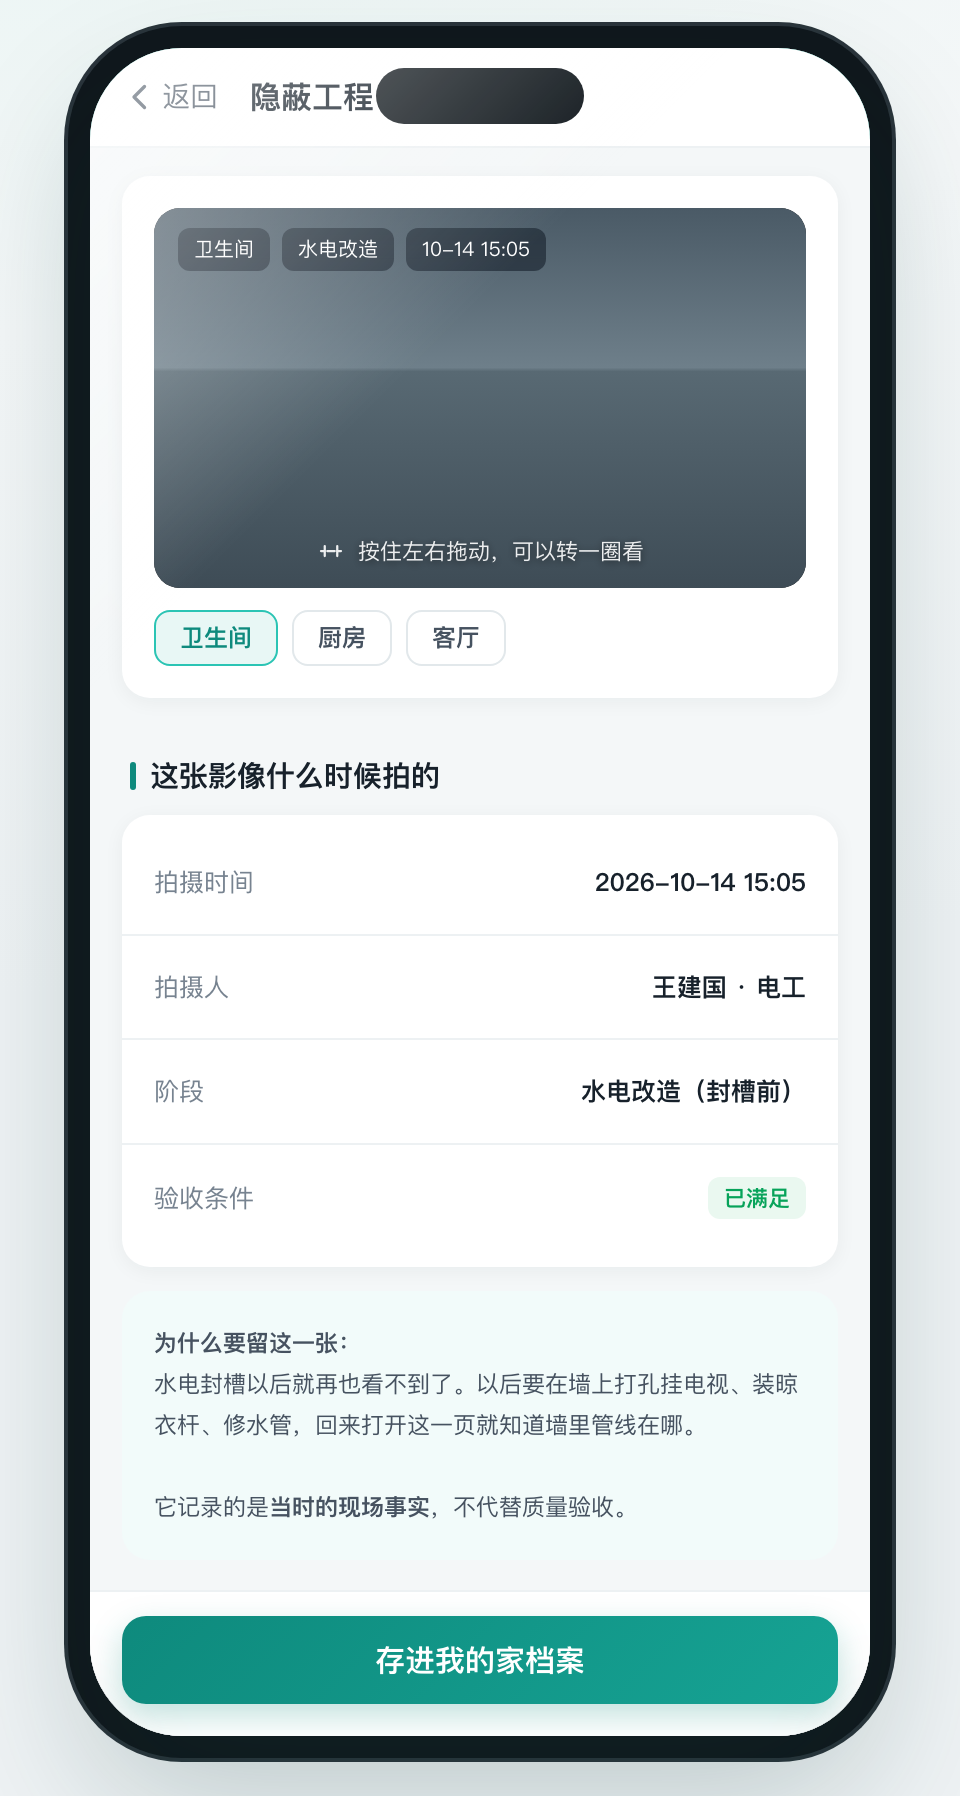 返回
隐蔽工程
卫生间 水电改造 10-14 15:05
按住左右拖动，可以转一圈看
卫生间 厨房 客厅
这张影像什么时候拍的
拍摄时间 2026-10-14 15:05
拍摄人 王建国 · 电工
阶段 水电改造（封槽前）
验收条件 已满足
为什么要留这一张：
水电封槽以后就再也看不到了。以后要在墙上打孔挂电视、装晾
衣杆、修水管，回来打开这一页就知道墙里管线在哪。
它记录的是当时的现场事实，不代替质量验收。
存进我的家档案